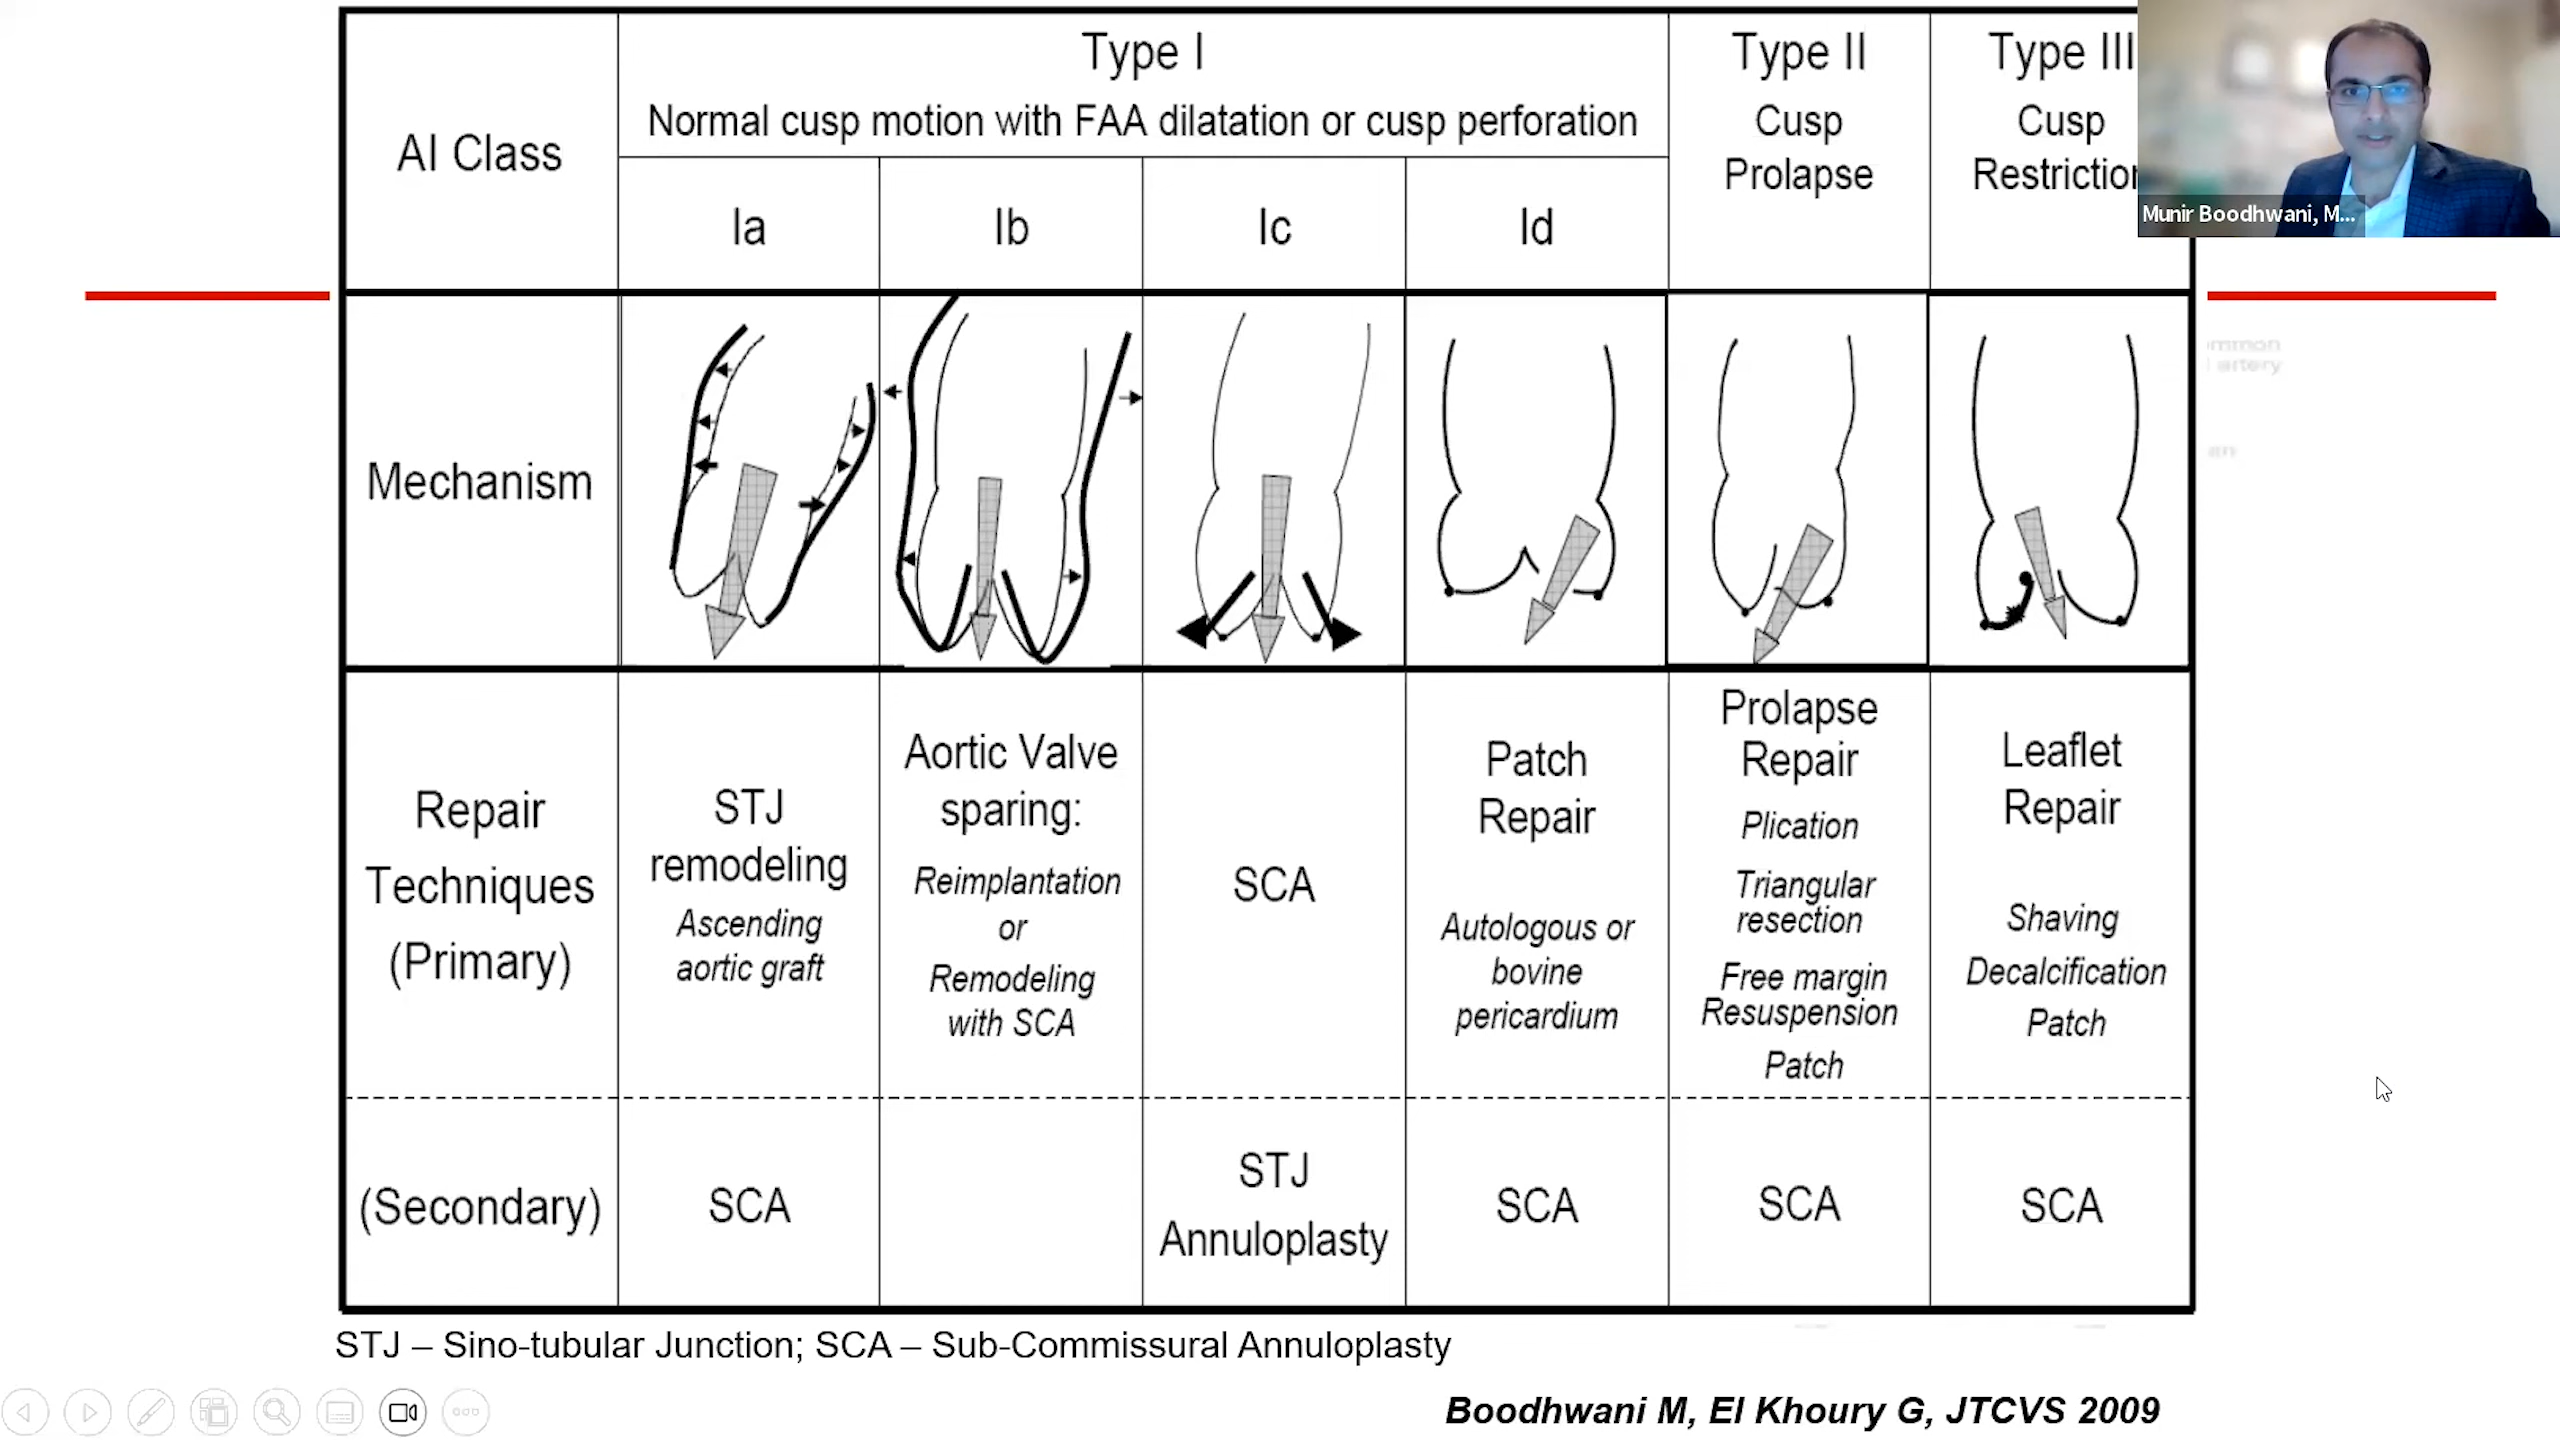 AI Class
Type I
Normal cusp motion with FAA dilatation or cusp perforation
Ia
Ib
Ic
Id
Type II
Cusp
Prolapse
Type III
Cusp
Restriction
Munir Boodhwani, M...
ommon
artery
Mechanism
Repair
Techniques
(Primary)
STJ
remodeling
Ascending
aortic graft
Aortic Valve
sparing:
Reimplantation
or
Remodeling
with SCA
SCA
Patch
Repair
Autologous or
bovine
pericardium
Prolapse
Repair
Plication
Triangular
resection
Free margin
Resuspension
Patch
Leaflet
Repair
Shaving
Decalcification
Patch
(Secondary)
SCA
STJ
Annuloplasty
SCA
SCA
SCA
STJ – Sino-tubular Junction; SCA – Sub-Commissural Annuloplasty
Boodhwani M, El Khoury G, JTCVS 2009